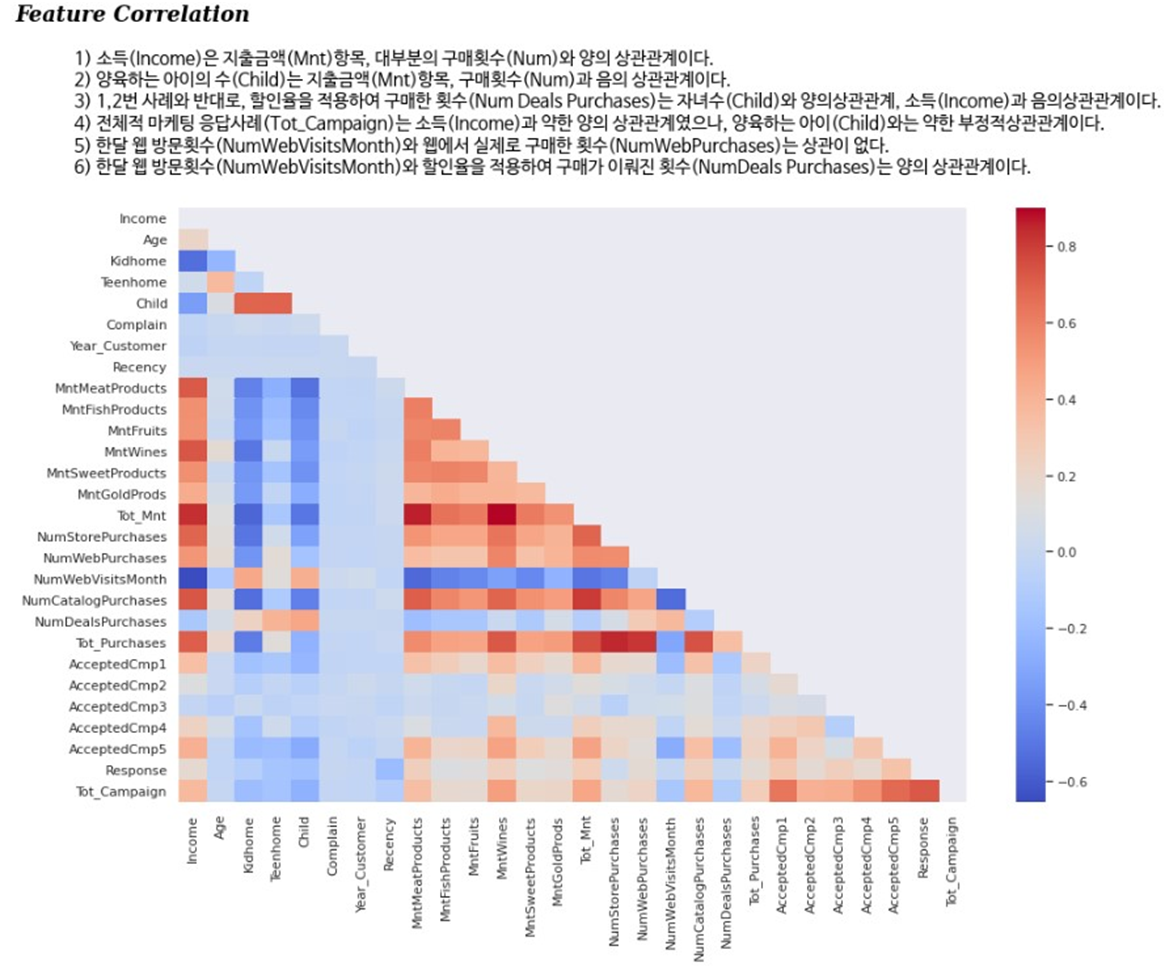 Feature Correlation
1) 소득(Income)은 지출금액(Mnt)항목, 대부분의 구매횟수(Num)와 양의 상관관계이다.
2) 양육하는 아이의 수(Child)는 지출금액(Mnt)항목, 구매횟수(Num)과 음의 상관관계이다.
3) 1,2번 사례와 반대로, 할인율을 적용하여 구매한 횟수(Num Deals Purchases)는 자녀수(Child)와 양의상관관계, 소득(Income)과 음의상관관계이다.
4) 전체적 마케팅 응답사례(Tot_Campaign)는 소득(Income)과 약한 양의 상관관계였으나, 양육하는 아이(Child)와는 약한 부정적상관관계이다.
5) 한달 웹 방문횟수(NumWebVisitsMonth)와 웹에서 실제로 구매한 횟수(NumWebPurchases)는 상관이 없다.
6) 한달 웹 방문횟수(NumWebVisitsMonth)와 할인율을 적용하여 구매가 이뤄진 횟수(NumDeals Purchases)는 양의 상관관계이다.
Income
Age
Kidhome
Teenhome
Child
Complain
Year_Customer
Recency
MntMeatProducts
MntFishProducts
MntFruits
MntWines
MntSweetProducts
MntGoldProds
Tot_Mnt
NumStorePurchases
NumWebPurchases
NumWebVisitsMonth
NumCatalogPurchases
NumDealsPurchases
Tot_Purchases
AcceptedCmp1
AcceptedCmp2
AcceptedCmp3
AcceptedCmp4
AcceptedCmp5
Response
Tot_Campaign
Income
Age
Kidhome
Teenhome
Child
Complain
Year_Customer
Recency
MntMeatProducts
MntFishProducts
MntFruits
MntWines
MntSweetProducts
MntGoldProds
Tot_Mnt
NumStorePurchases
NumWebPurchases
NumWebVisitsMonth
NumCatalogPurchases
NumDealsPurchases
Tot_Purchases
AcceptedCmp1
AcceptedCmp2
AcceptedCmp3
AcceptedCmp4
AcceptedCmp5
Response
Tot_Campaign
0.8
0.6
0.4
0.2
0.0
−0.2
−0.4
−0.6